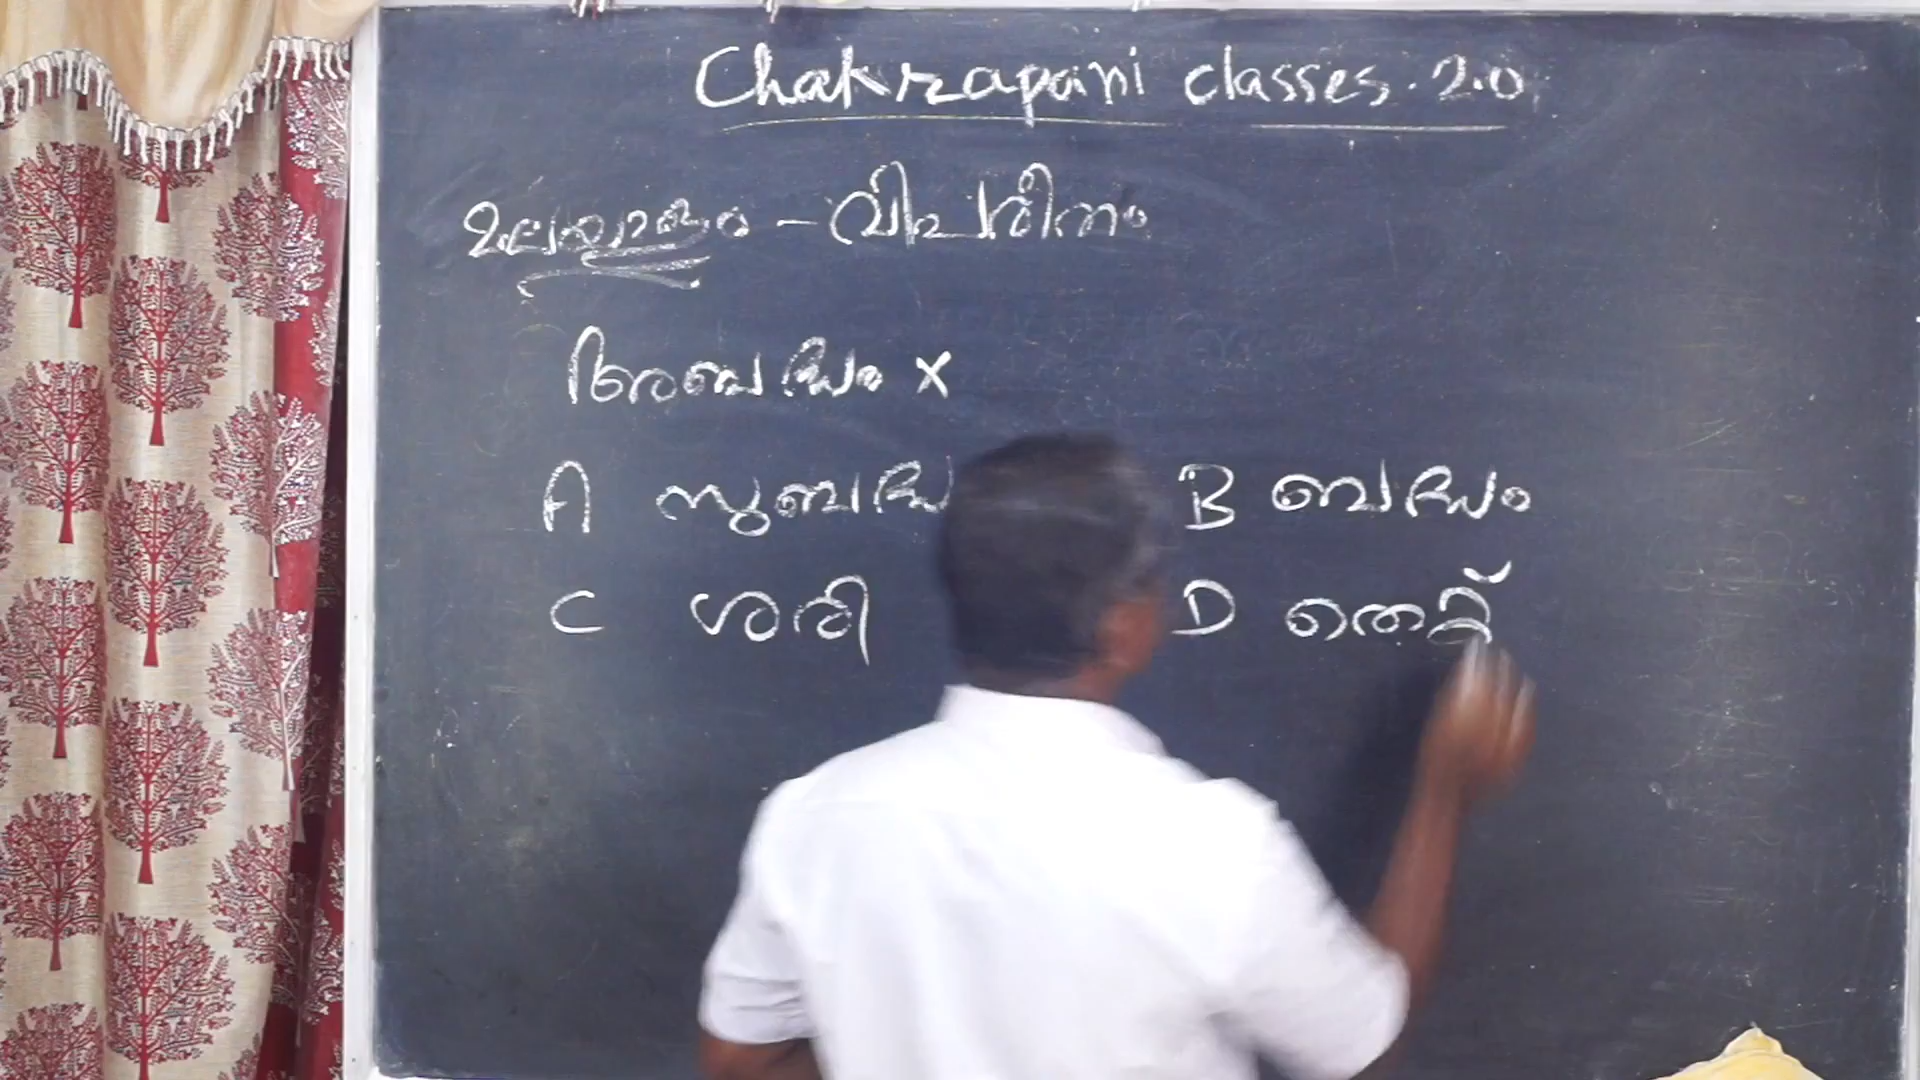 Chakrapani classes. 2.0
മലയാളം - വിപരീതം
അബദ്ധം x
A സുബദ്ധ B ബദ്ധം
C ശരി D തെറ്റ്